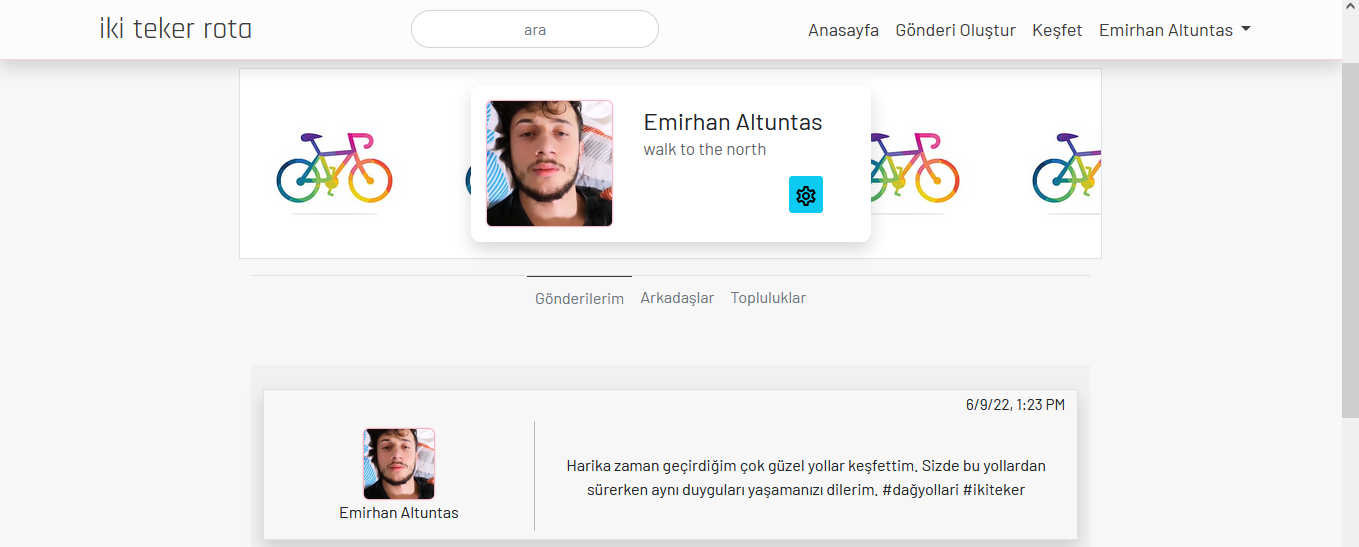 iki teker rota
ara
Anasayfa
Gönderi Oluştur
Keşfet
Emirhan Altuntas
Emirhan Altuntas
walk to the north
Gönderilerim
Arkadaşlar
Topluluklar
6/9/22, 1:23 PM
Harika zaman geçirdiğim çok güzel yollar keşfettim. Sizde bu yollardan
sürerken aynı duyguları yaşamanızı dilerim. #dağyollari #ikiteker
Emirhan Altuntas